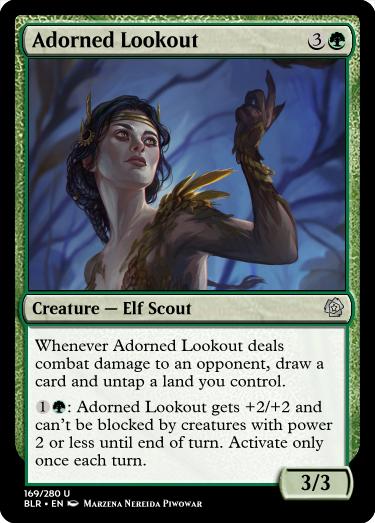 Adorned Lookout 3
Creature — Elf Scout
Whenever Adorned Lookout deals
combat damage to an opponent, draw a
card and untap a land you control.
1 : Adorned Lookout gets +2/+2 and
can't be blocked by creatures with power
2 or less until end of turn. Activate only
once each turn.
3/3
169/280 U
BLR • EN Marzena Nereida Piwowar